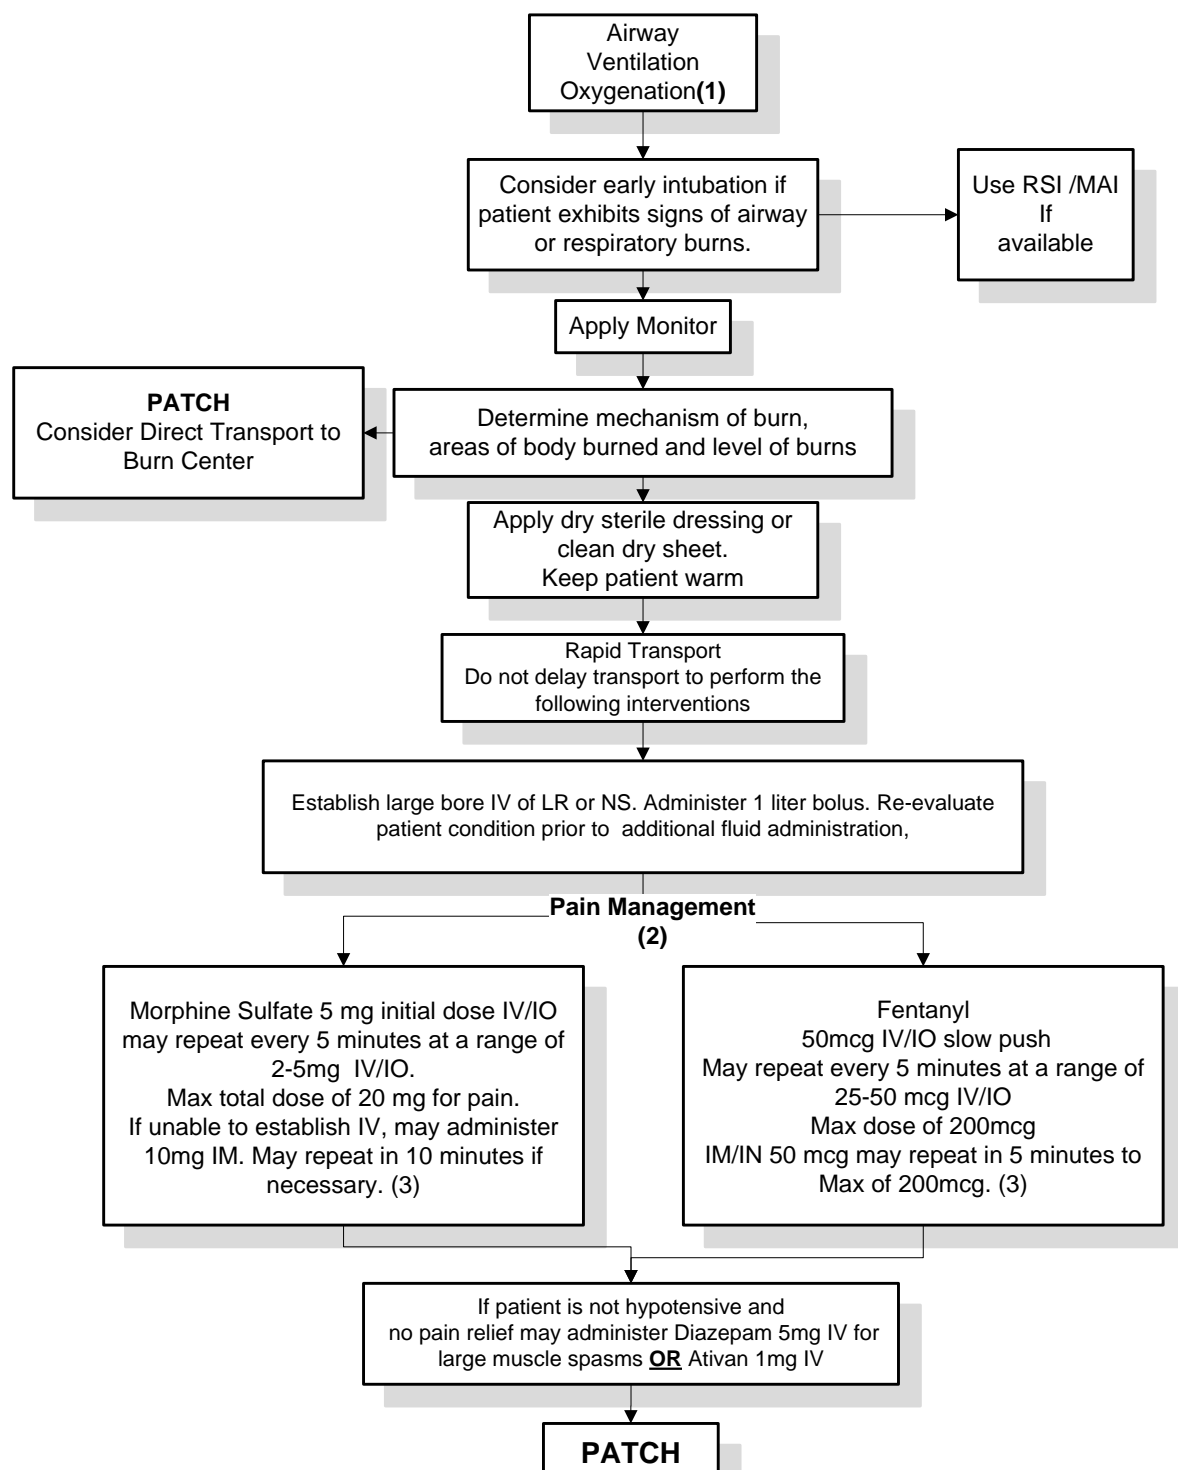 Airway
Ventilation
Oxygenation(1)
Consider early intubation if
patient exhibits signs of airway
or respiratory burns.
Use RSI /MAI
If
available
Apply Monitor
PATCH
Consider Direct Transport to
Burn Center
Determine mechanism of burn,
areas of body burned and level of burns
Apply dry sterile dressing or
clean dry sheet.
Keep patient warm
Rapid Transport
Do not delay transport to perform the
following interventions
Establish large bore IV of LR or NS. Administer 1 liter bolus. Re-evaluate
patient condition prior to  additional fluid administration,
Pain Management
(2)
Morphine Sulfate 5 mg initial dose IV/IO
may repeat every 5 minutes at a range of
2-5mg  IV/IO.
Max total dose of 20 mg for pain.
If unable to establish IV, may administer
10mg IM. May repeat in 10 minutes if
necessary. (3)
Fentanyl
50mcg IV/IO slow push
May repeat every 5 minutes at a range of
25-50 mcg IV/IO
Max dose of 200mcg
IM/IN 50 mcg may repeat in 5 minutes to
Max of 200mcg. (3)
If patient is not hypotensive and
no pain relief may administer Diazepam 5mg IV for
large muscle spasms OR Ativan 1mg IV
PATCH